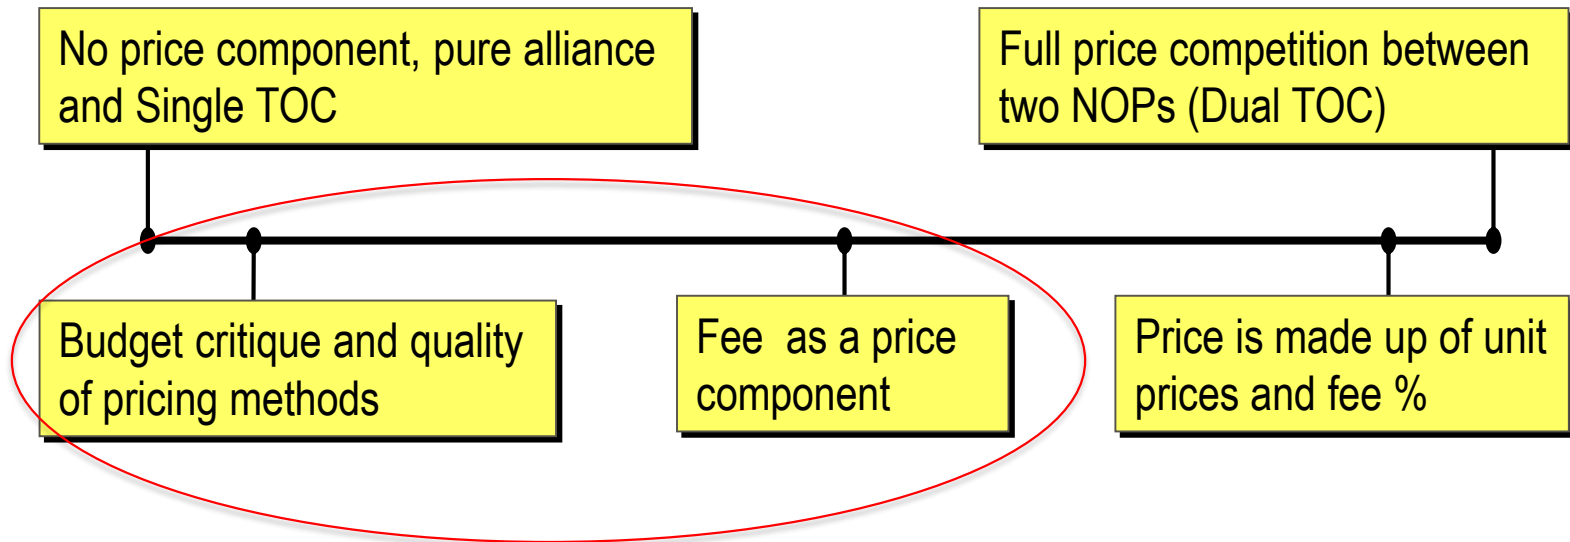 No price component, pure alliance
and Single TOC
Full price competition between
two NOPs (Dual TOC)
Budget critique and quality
of pricing methods
Fee  as a price
component
Price is made up of unit
prices and fee %